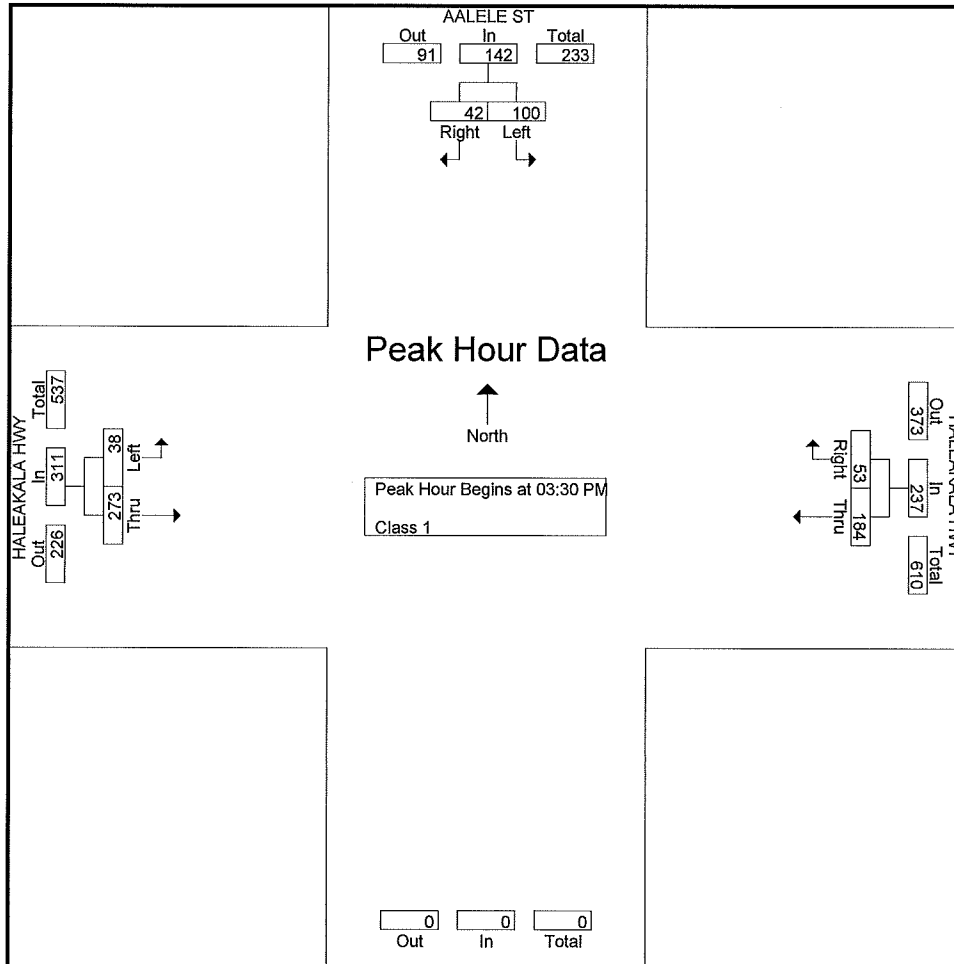 AALELE ST
Out In Total
91 142 233
42 100
Right Left
Peak Hour Data
North
Peak Hour Begins at 03:30 PM
Class 1
HALEAKALA HWY
Total In Out
537 311 226
38 273
Left Thru
HALEAKALA HWY
Out In Total
373 237 610
53 184
Right Thru
0 0 0
Out In Total